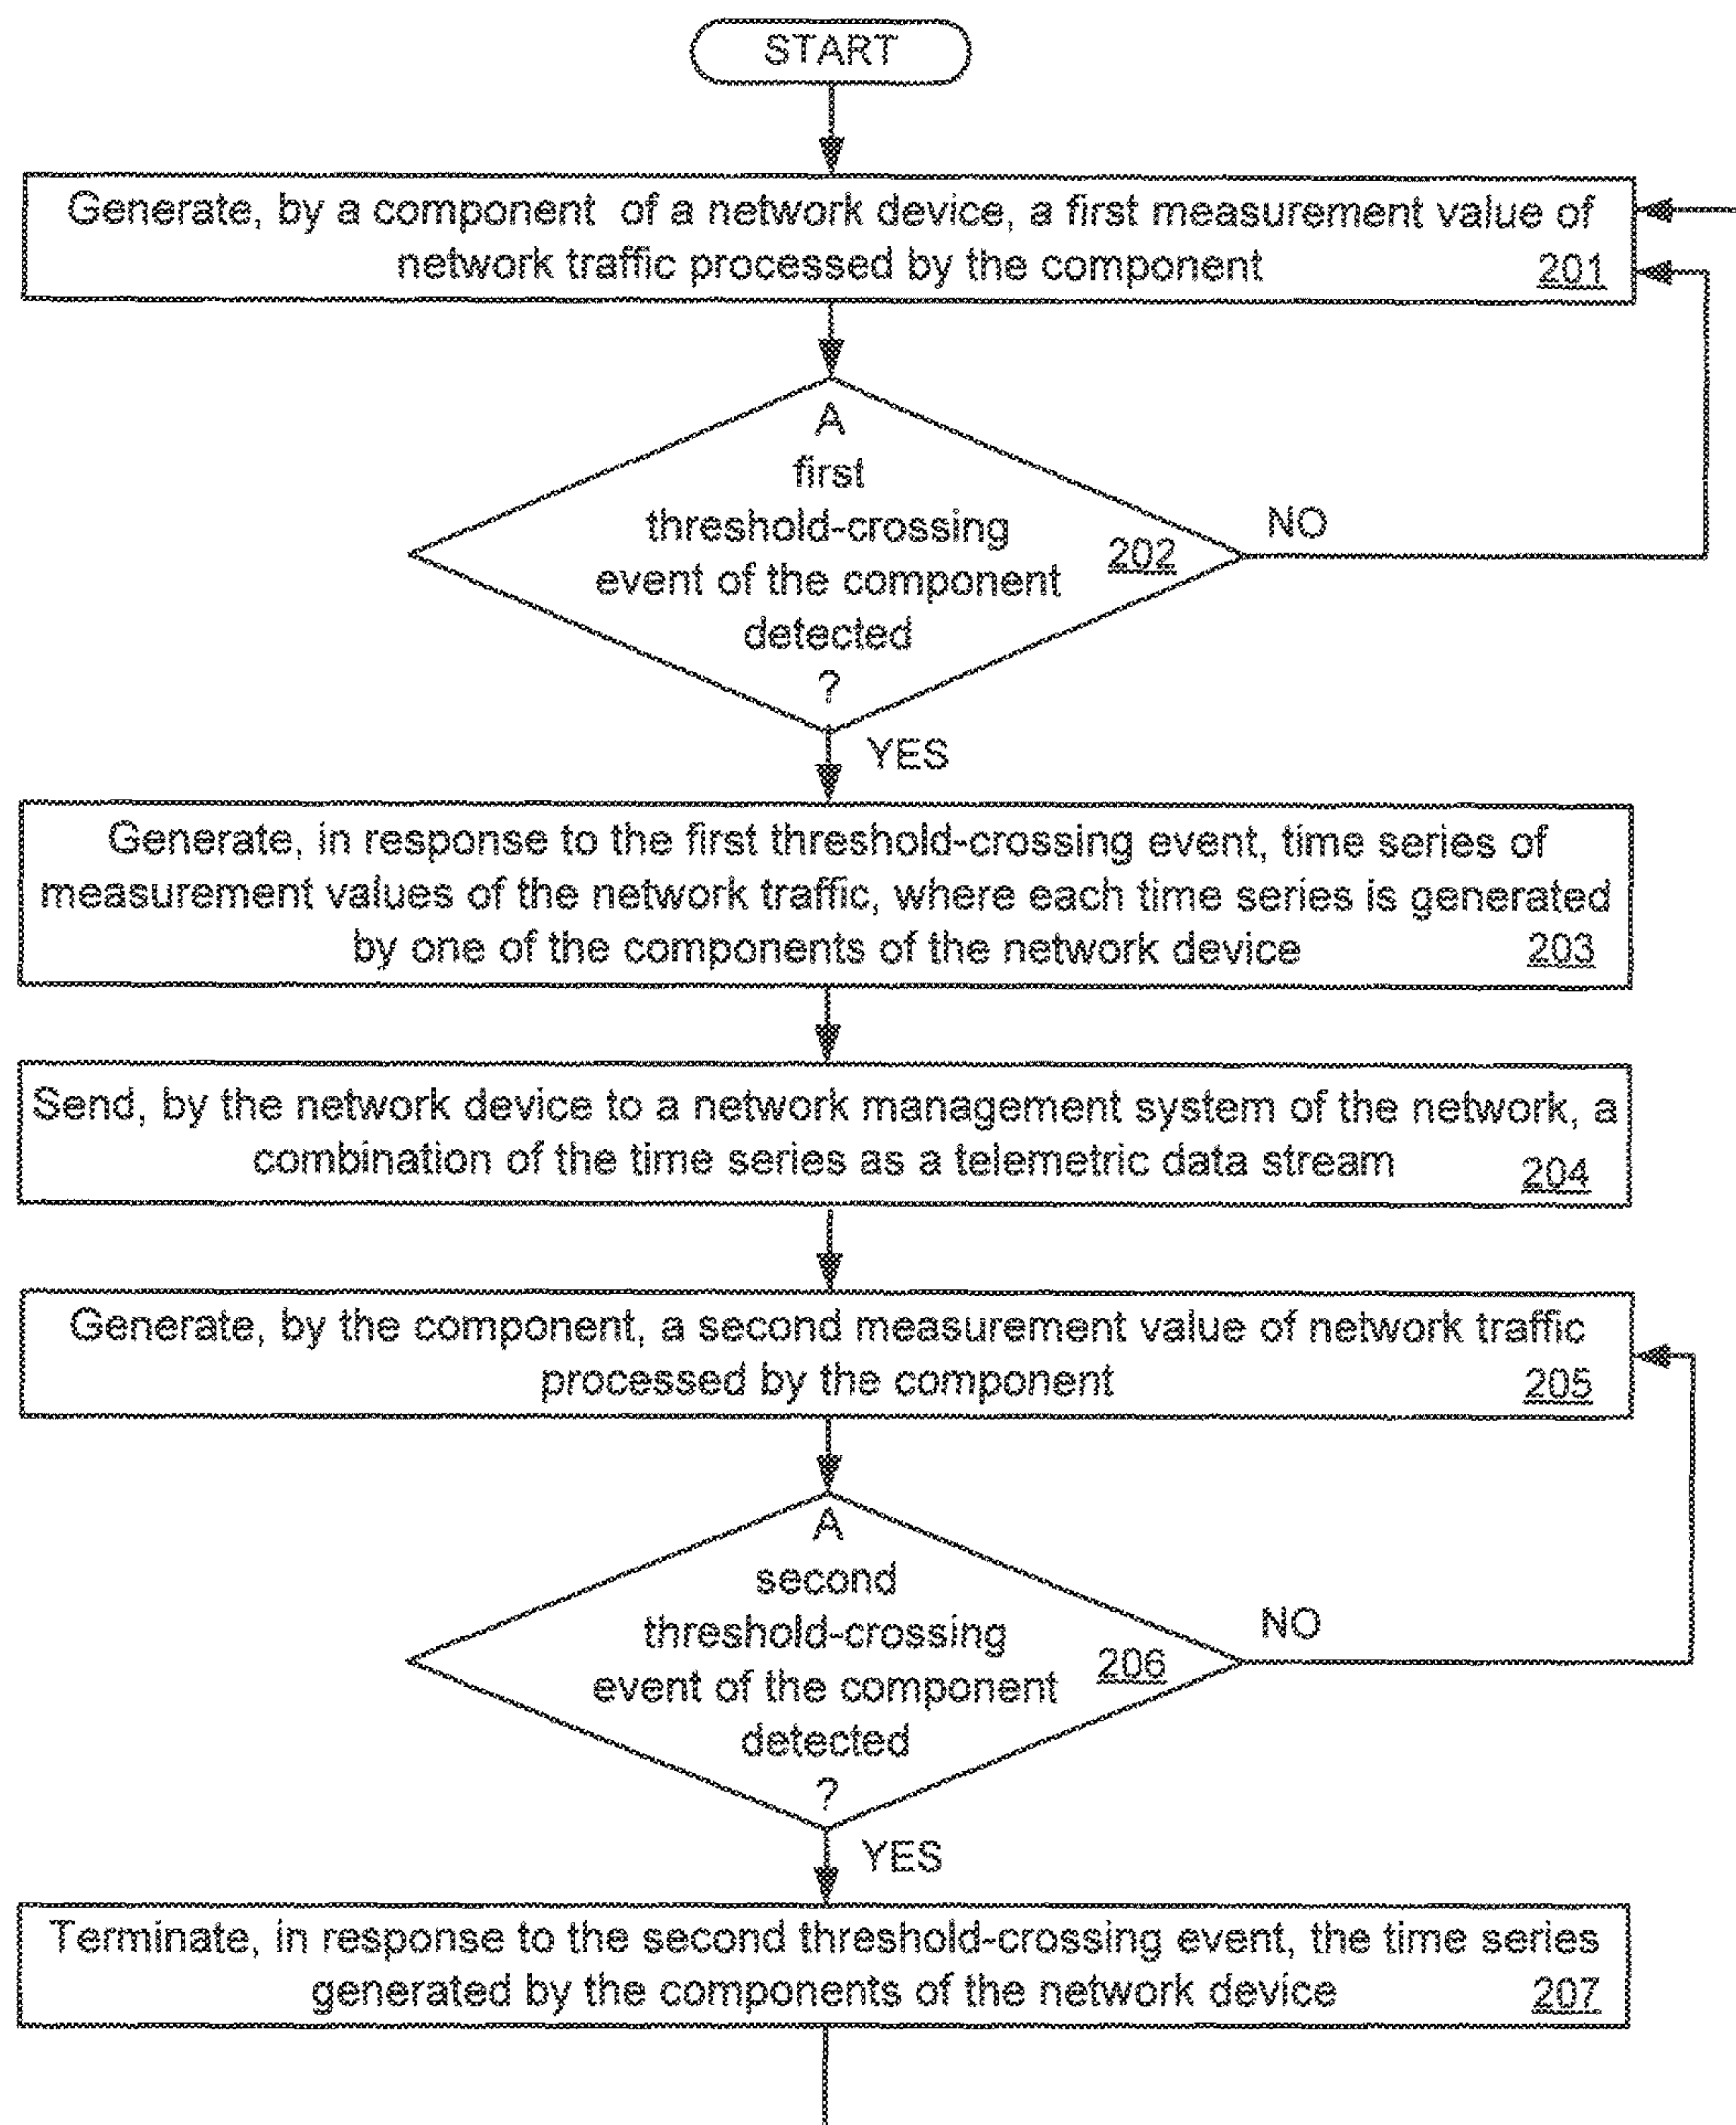 START
Generate, by a component of a network device, a first measurement value of
network traffic processed by the component 201
A
first
threshold-crossing
event of the component 202
detected
?
NO
YES
Generate, in response to the first threshold-crossing event, time series of
measurement values of the network traffic, where each time series is generated
by one of the components of the network device 203
Send, by the network device to a network management system of the network, a
combination of the time series as a telemetric data stream 204
Generate, by the component, a second measurement value of network traffic
processed by the component 205
A
second
threshold-crossing
event of the component 206
detected
?
NO
YES
Terminate, in response to the second threshold-crossing event, the time series
generated by the components of the network device 207